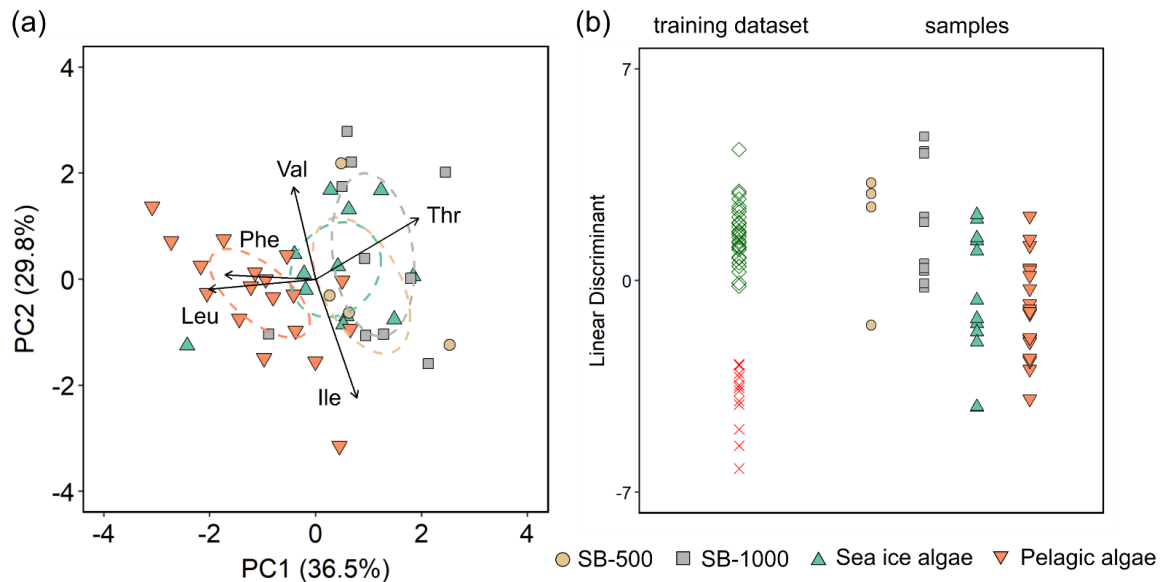 (a)
4
2
0
-2
-4
PC2 (29.8%)
Val
Thr
Phe
Leu
Ile
-4 -2 0 2 4
PC1 (36.5%)
(b) training dataset samples
7
0
-7
Linear Discriminant
SB-500 SB-1000 Sea ice algae Pelagic algae